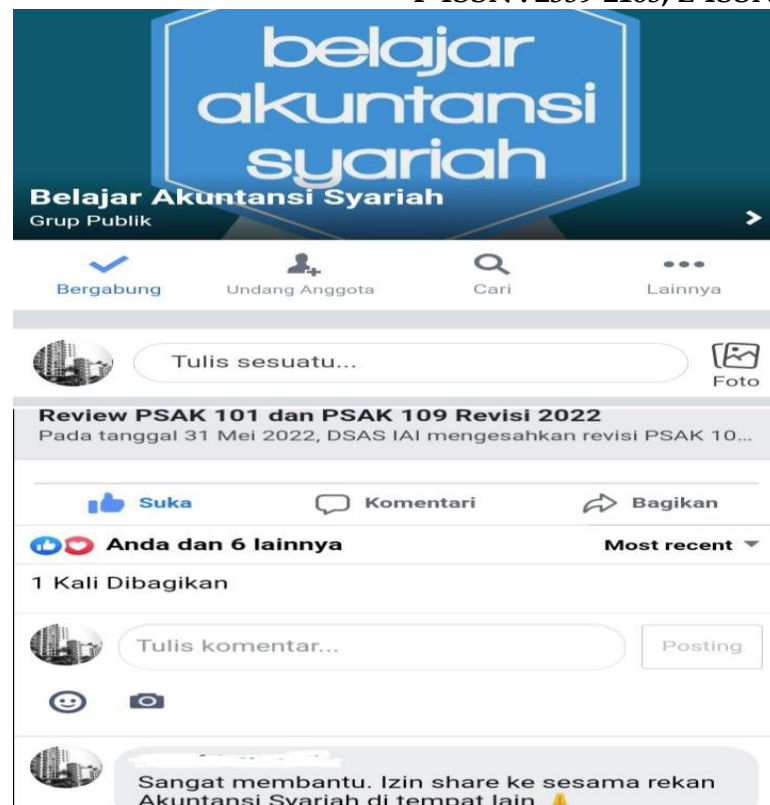 belajar
akuntansi
syariah
Belajar Akuntansi Syariah
Grup Publik
Bergabung
Undang Anggota
Cari
Lainnya
Tulis sesuatu...
Foto
Review PSAK 101 dan PSAK 109 Revisi 2022
Pada tanggal 31 Mei 2022, DSAS IAI mengesahkan revisi PSAK 10...
Suka
Komentari
Bagikan
Anda dan 6 lainnya
Most recent
1 Kali Dibagikan
Tulis komentar...
Posting
Sangat membantu. Izin share ke sesama rekan
Akuntansi Syariah di tempat lain